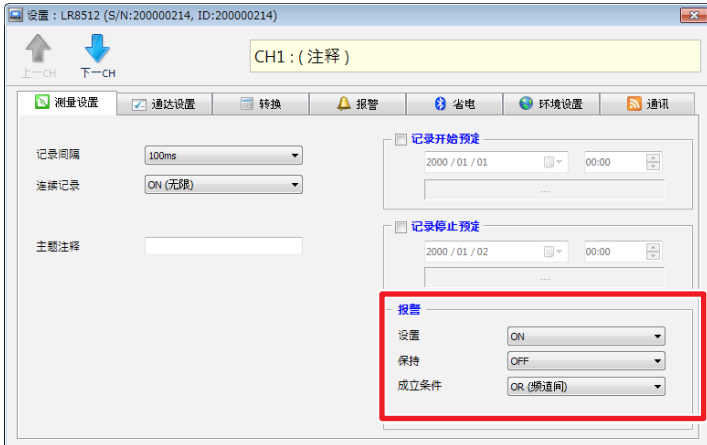 设置：LR8512 (S/N:200000214, ID:200000214)
上一CH
下一CH
CH1 : ( 注释 )
测量设置
通达设置
转换
报警
省电
环境设置
通讯
记录间隔
100ms
连续记录
ON (无限)
主题注释
记录开始预定
2000 / 01 / 01
00:00
---
记录停止预定
2000 / 01 / 02
00:00
---
报警
设置
ON
保持
OFF
成立条件
OR (频道间)